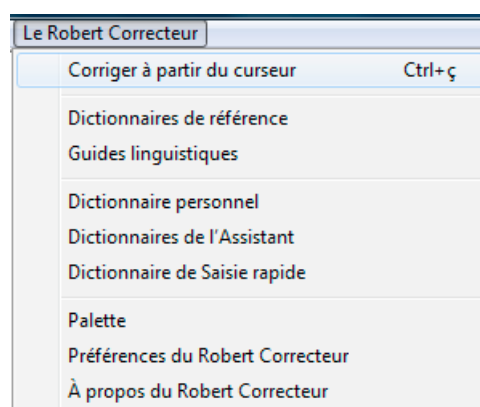 Le Robert Correcteur
Corriger à partir du curseur Ctrl+ç
Dictionnaires de référence
Guides linguistiques
Dictionnaire personnel
Dictionnaires de l'Assistant
Dictionnaire de Saisie rapide
Palette
Préférences du Robert Correcteur
À propos du Robert Correcteur